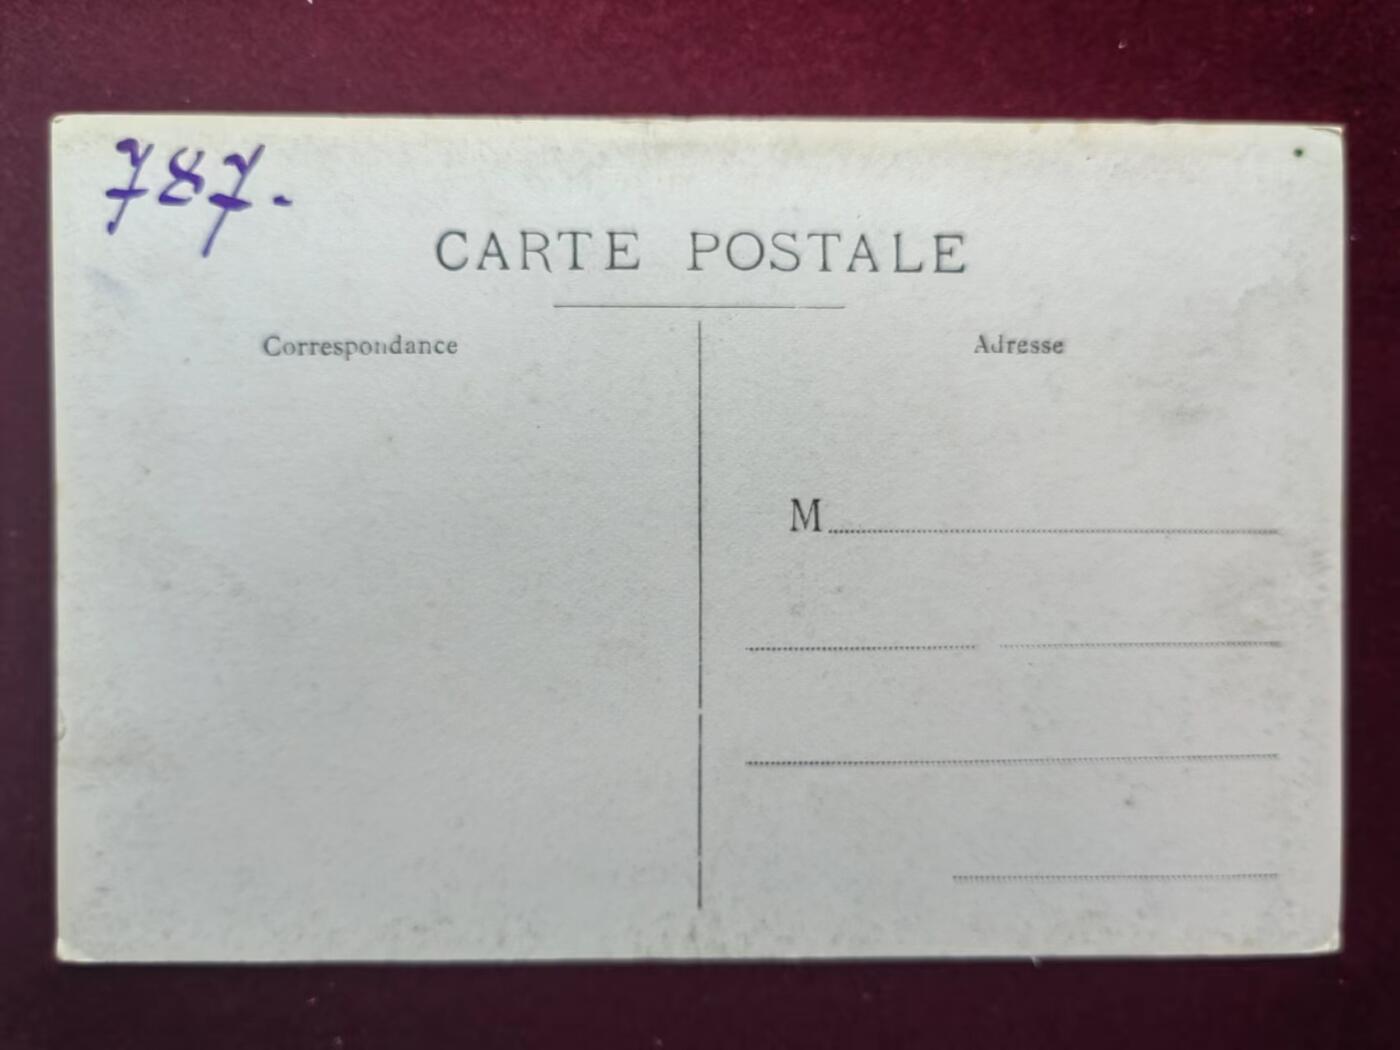 787.
CARTE POSTALE
Correspondance
Adresse
M